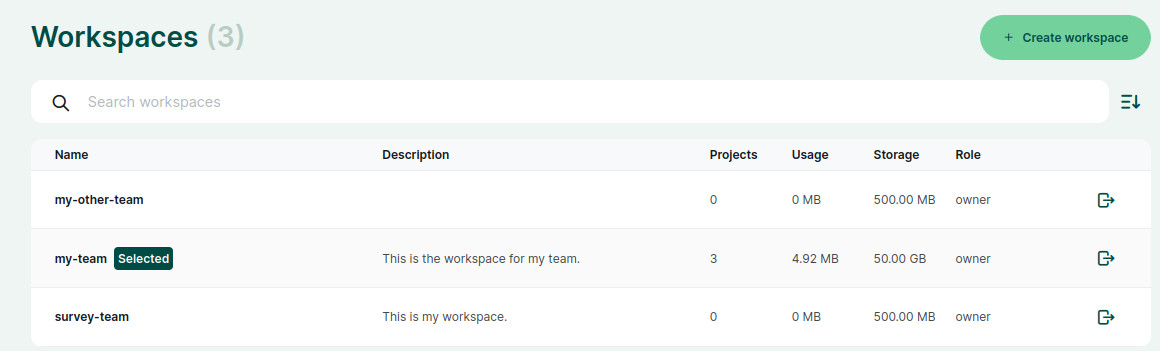 Workspaces (3)
+ Create workspace
Search workspaces
Name Description Projects Usage Storage Role
my-other-team 0 0 MB 500.00 MB owner
my-team Selected This is the workspace for my team. 3 4.92 MB 50.00 GB owner
survey-team This is my workspace. 0 0 MB 500.00 MB owner